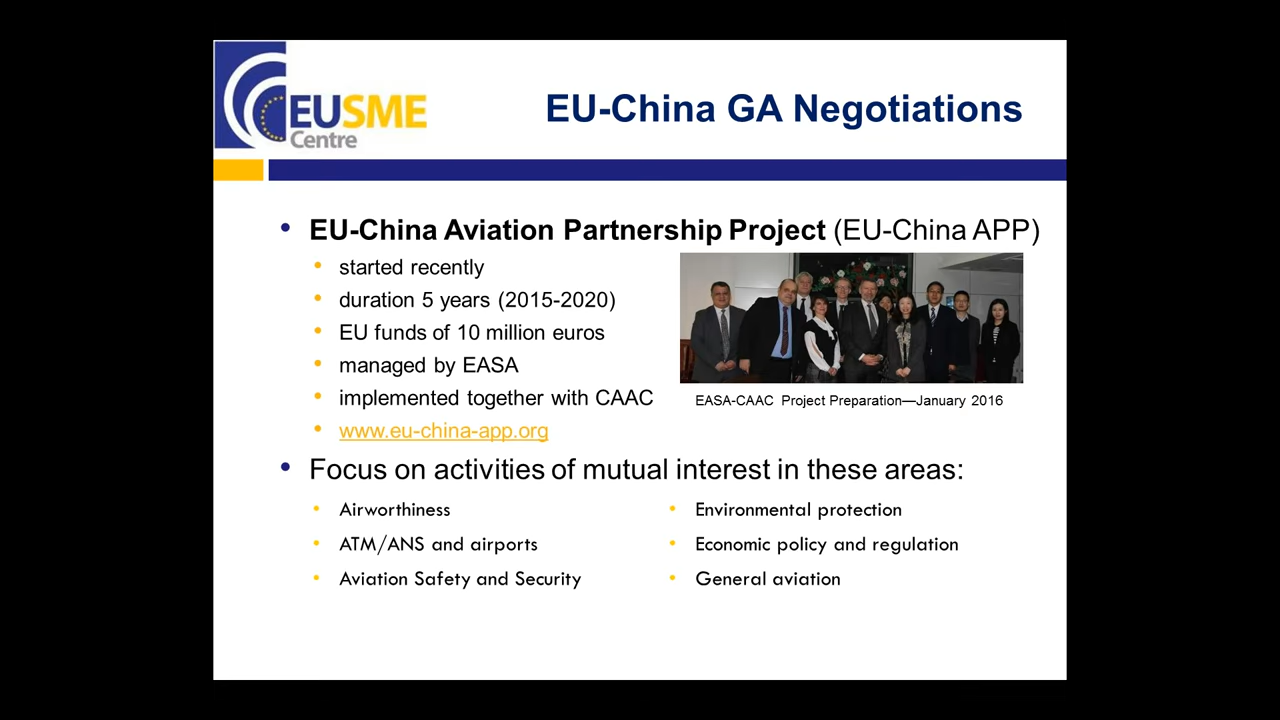 EUSME
Centre
EU-China GA Negotiations
• EU-China Aviation Partnership Project (EU-China APP)
• started recently
• duration 5 years (2015-2020)
• EU funds of 10 million euros
• managed by EASA
• implemented together with CAAC
• www.eu-china-app.org
EASA-CAAC Project Preparation—January 2016
• Focus on activities of mutual interest in these areas:
• Airworthiness
• ATM/ANS and airports
• Aviation Safety and Security
• Environmental protection
• Economic policy and regulation
• General aviation